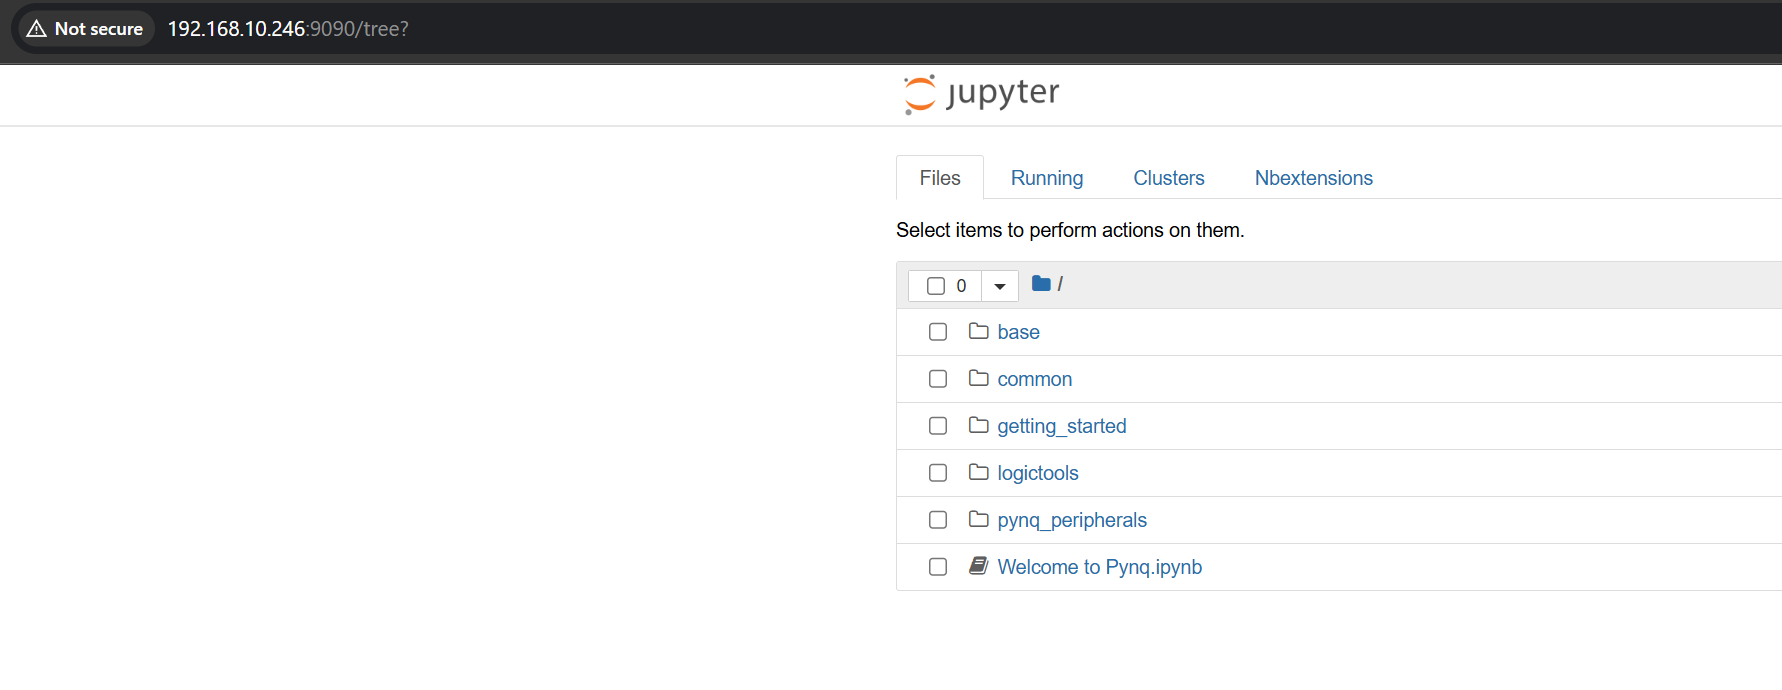 Not secure 192.168.10.246:9090/tree?
jupyter
Files Running Clusters Nbextensions
Select items to perform actions on them.
0 /
base
common
getting_started
logictools
pynq_peripherals
Welcome to Pynq.ipynb